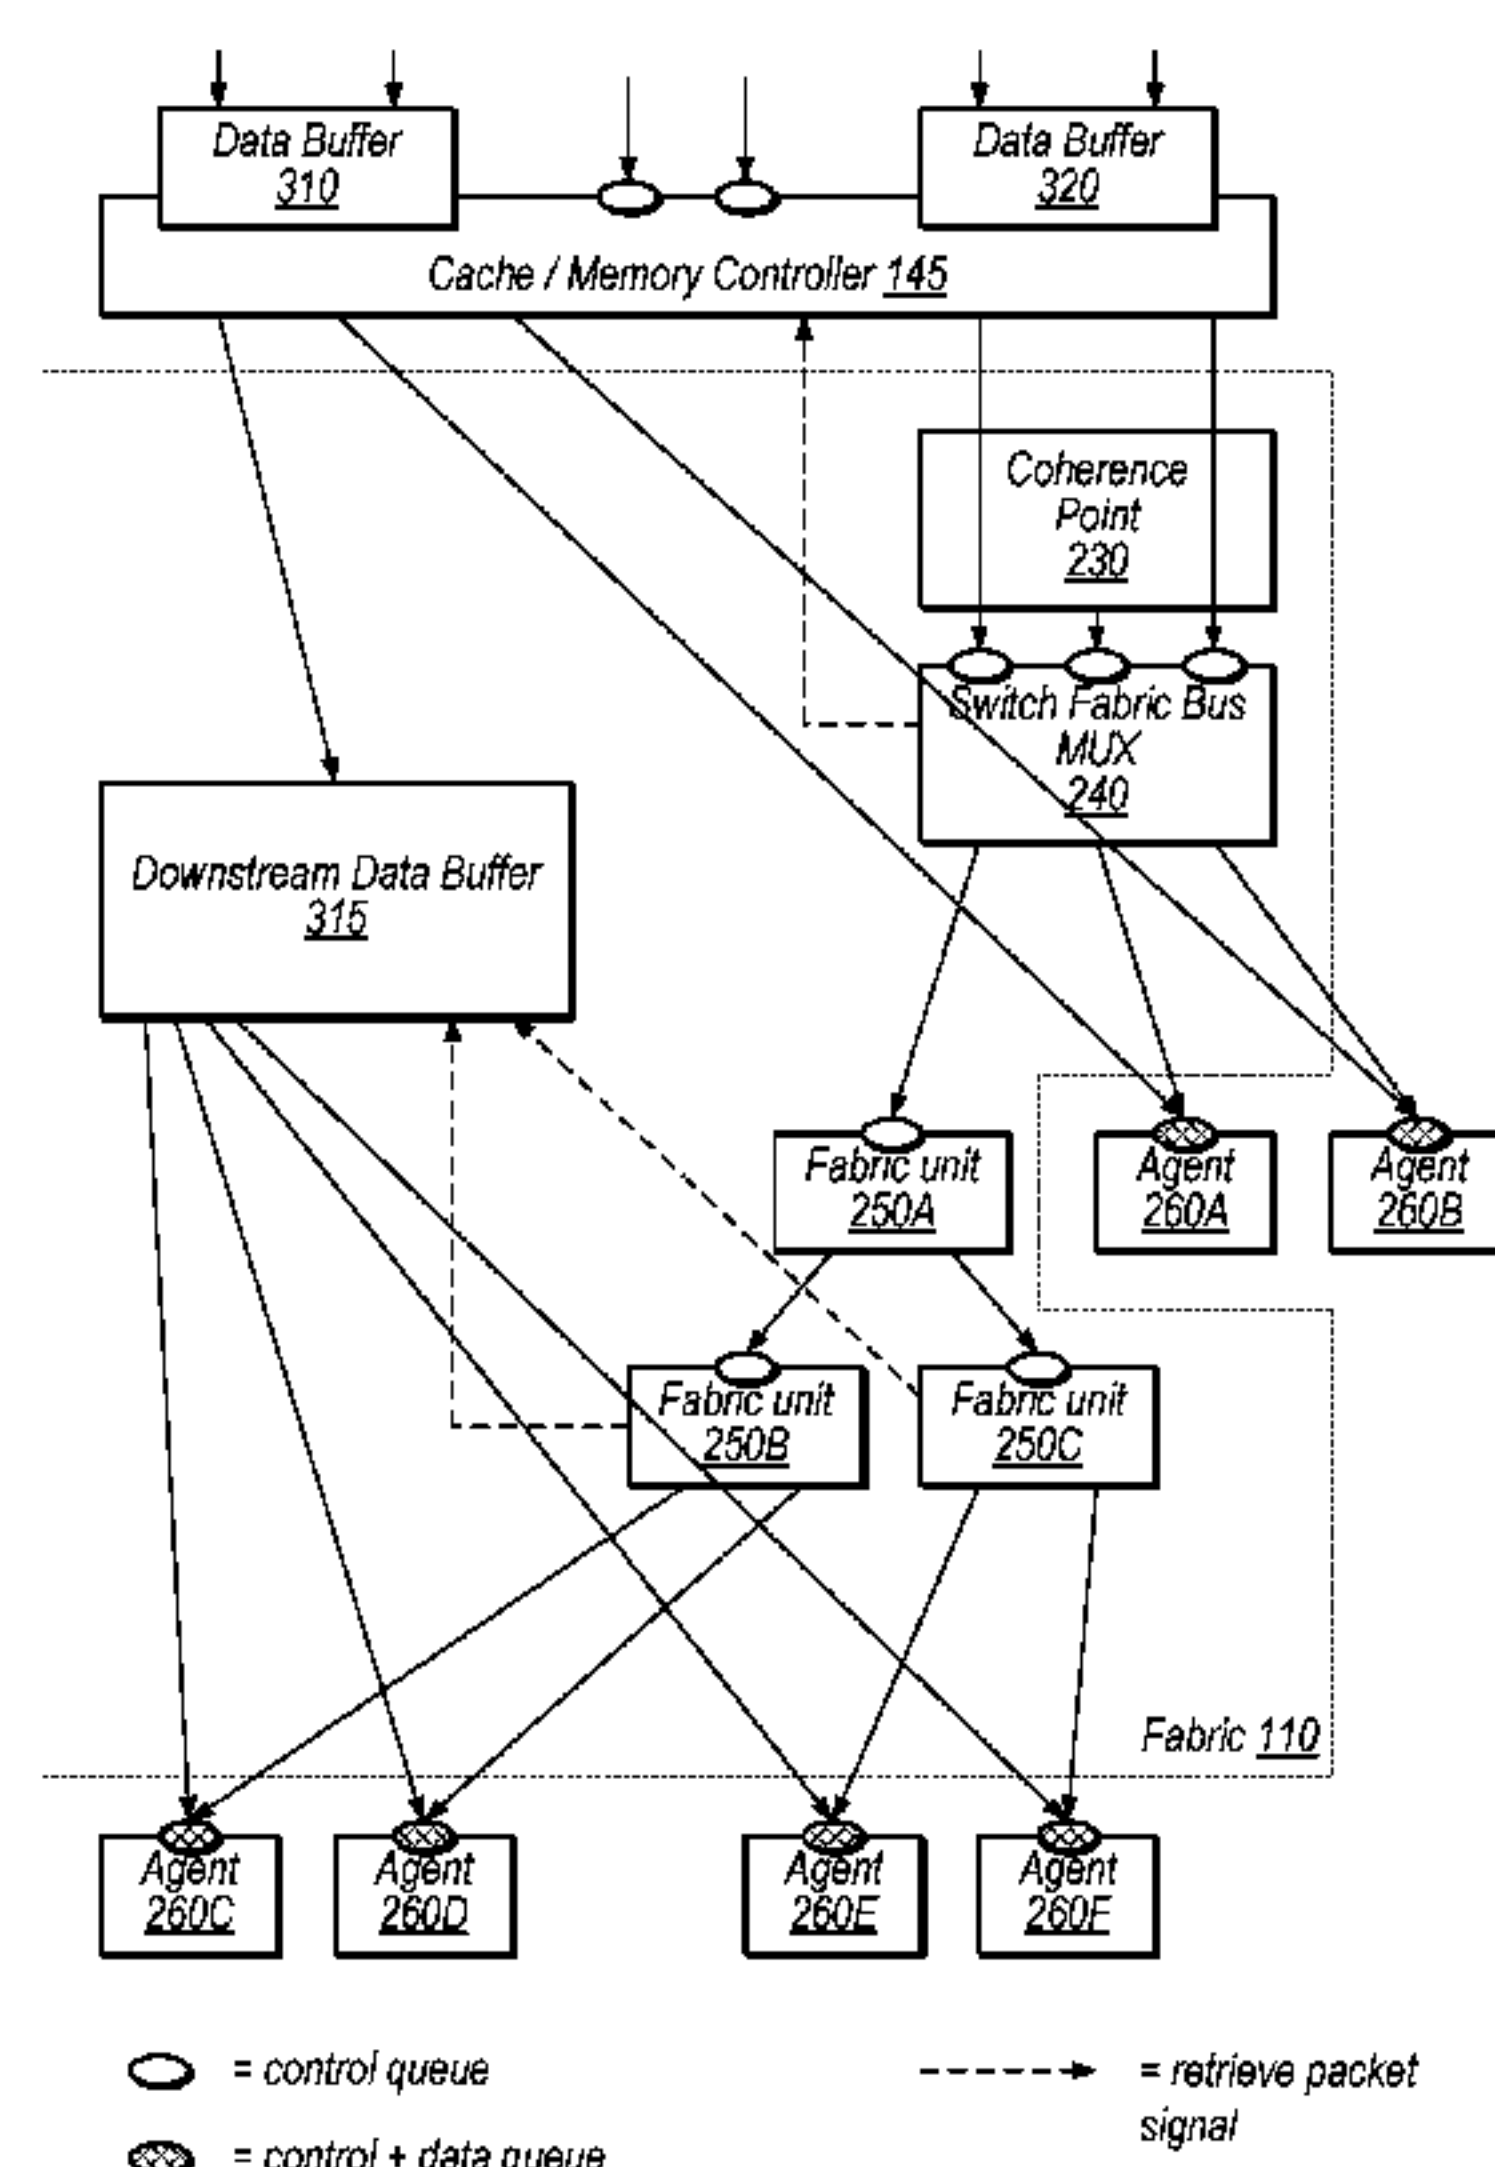 Data Buffer
310
Data Buffer
320
Cache / Memory Controller 145
Coherence
Point
230
Switch Fabric Bus
MUX
240
Downstream Data Buffer
315
Fabric unit
250A
Agent
260A
Agent
260B
Fabric unit
250B
Fabric unit
250C
Fabric 110
Agent
260C
Agent
260D
Agent
260E
Agent
260F
= control queue
= retrieve packet
signal
= control + data queue